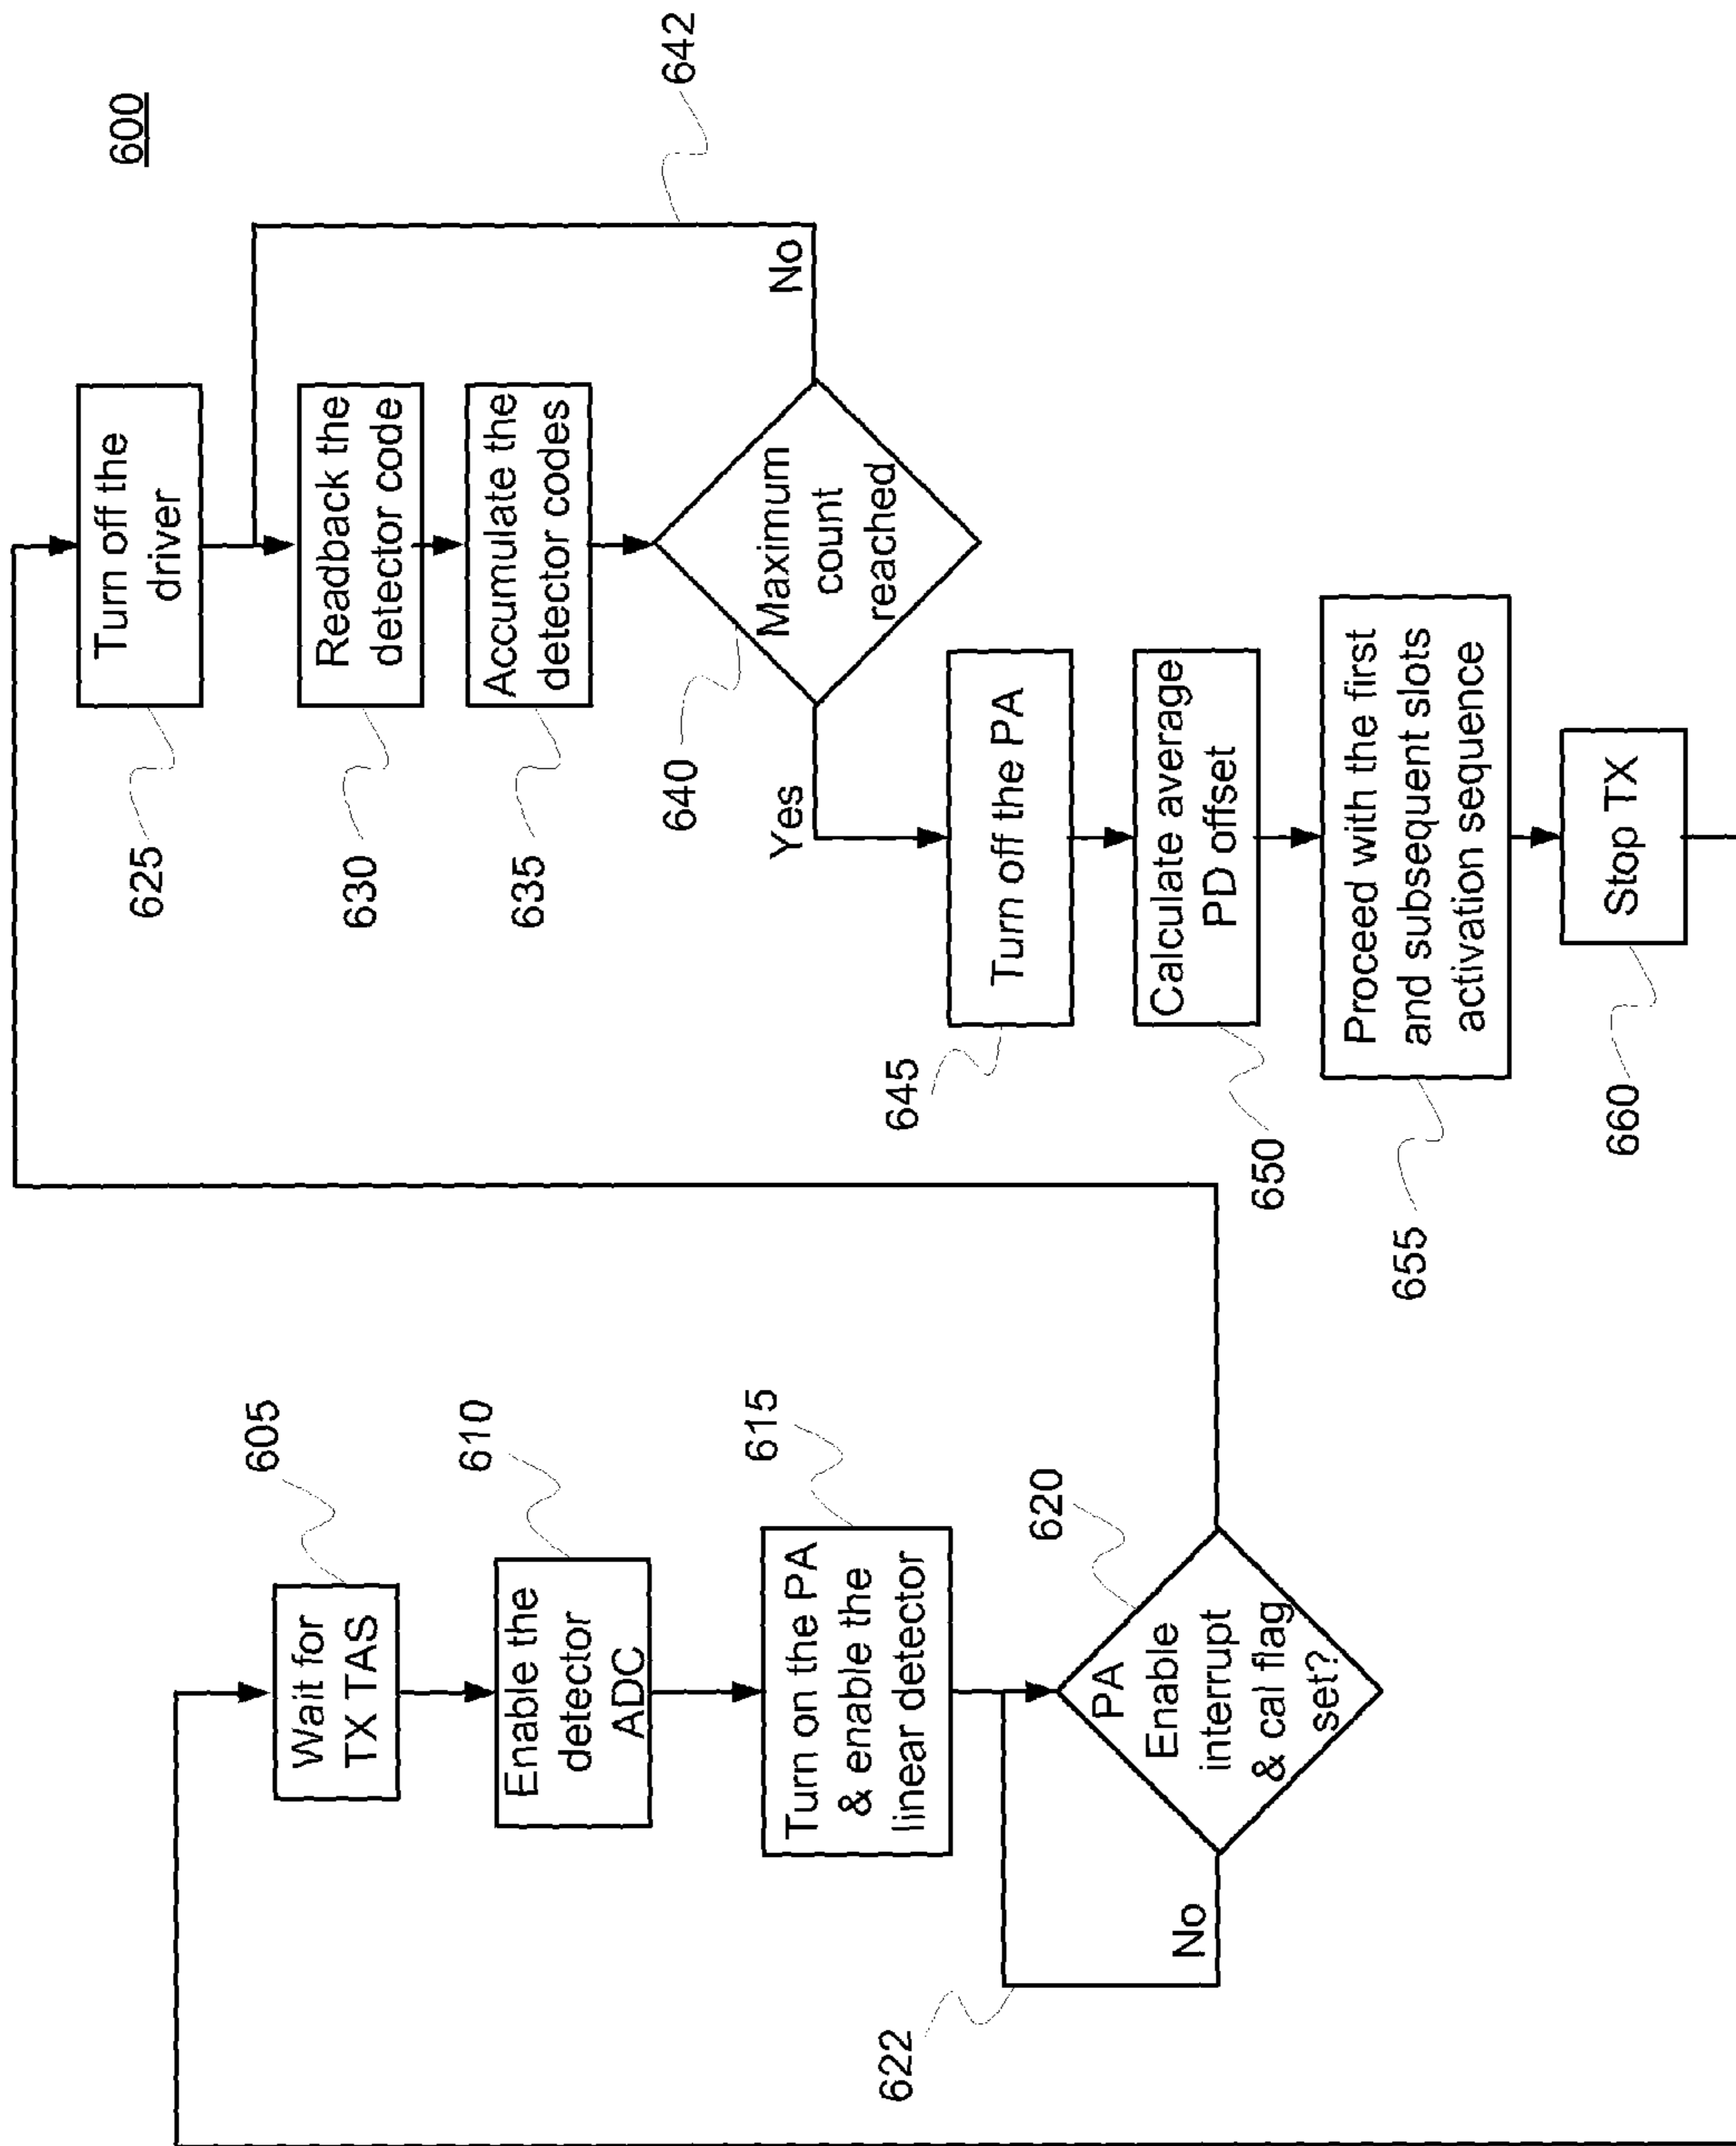 600
605
Wait for
TX TAS
610
Enable the
detector
ADC
615
Turn on the PA
& enable the
linear detector
620
PA
Enable
interrupt
& cal flag
set?
No
622
Turn off the
driver
625
Readback the
detector code
630
Accumulate the
detector codes
635
Maximum
count
reached
640
No
642
Yes
Turn off the PA
645
Calculate average
PD offset
650
Proceed with the first
and subsequent slots
activation sequence
655
Stop TX
660